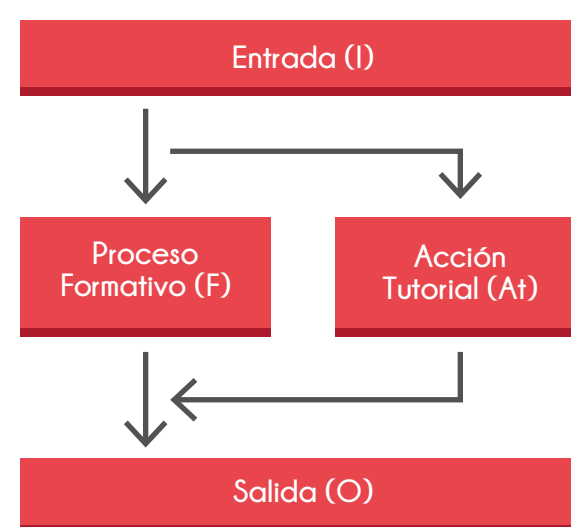 Entrada (I)
Proceso
Formativo (F)
Acción
Tutorial (At)
Salida (O)